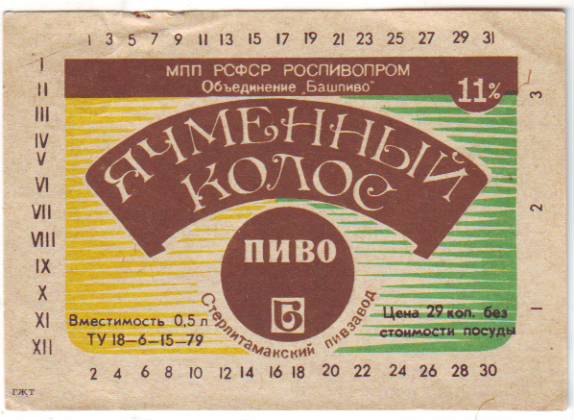 1 3 5 7 9 11 13 15 17 19 21 23 25 27 29 31
I
II
III
IV
V
VI
VII
VIII
IX
X
XI
XII
МПП РСФСР РОСПИВОПРОМ
Объединение „Башпиво"
11%
ЯЧМЕННЫЙ
КОЛОС
ПИВО
Б
Стерлитамакский пивзавод
Вместимость 0,5 л
ТУ 18-6-15-79
Цена 29 коп. без
стоимости посуды
3
2
1
2 4 6 8 10 12 14 16 18 20 22 24 26 28 30
ГЖТ